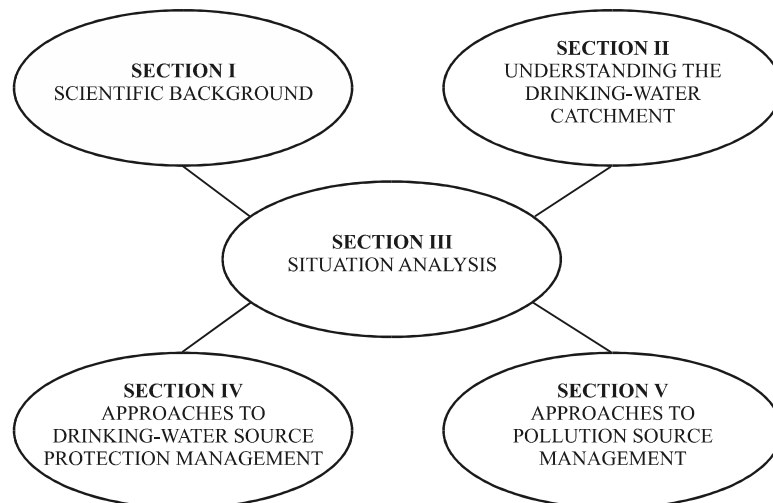 SECTION I
SCIENTIFIC BACKGROUND
SECTION II
UNDERSTANDING THE
DRINKING-WATER
CATCHMENT
SECTION III
SITUATION ANALYSIS
SECTION IV
APPROACHES TO
DRINKING-WATER SOURCE
PROTECTION MANAGEMENT
SECTION V
APPROACHES TO
POLLUTION SOURCE
MANAGEMENT